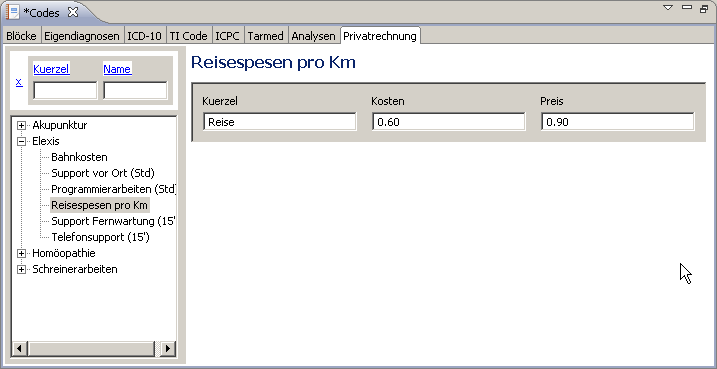 *Codes
Blöcke Eigendiagnosen ICD-10 TI Code ICPC Tarmed Analysen Privatrechnung
x Kuerzel Name
Akupunktur
Elexis
Bahnkosten
Support vor Ort (Std)
Programmierarbeiten (Std)
Reisespesen pro Km
Support Fernwartung (15'
Telefonsupport (15')
Homöopathie
Schreinerarbeiten
Reisespesen pro Km
Kuerzel Kosten Preis
Reise 0.60 0.90